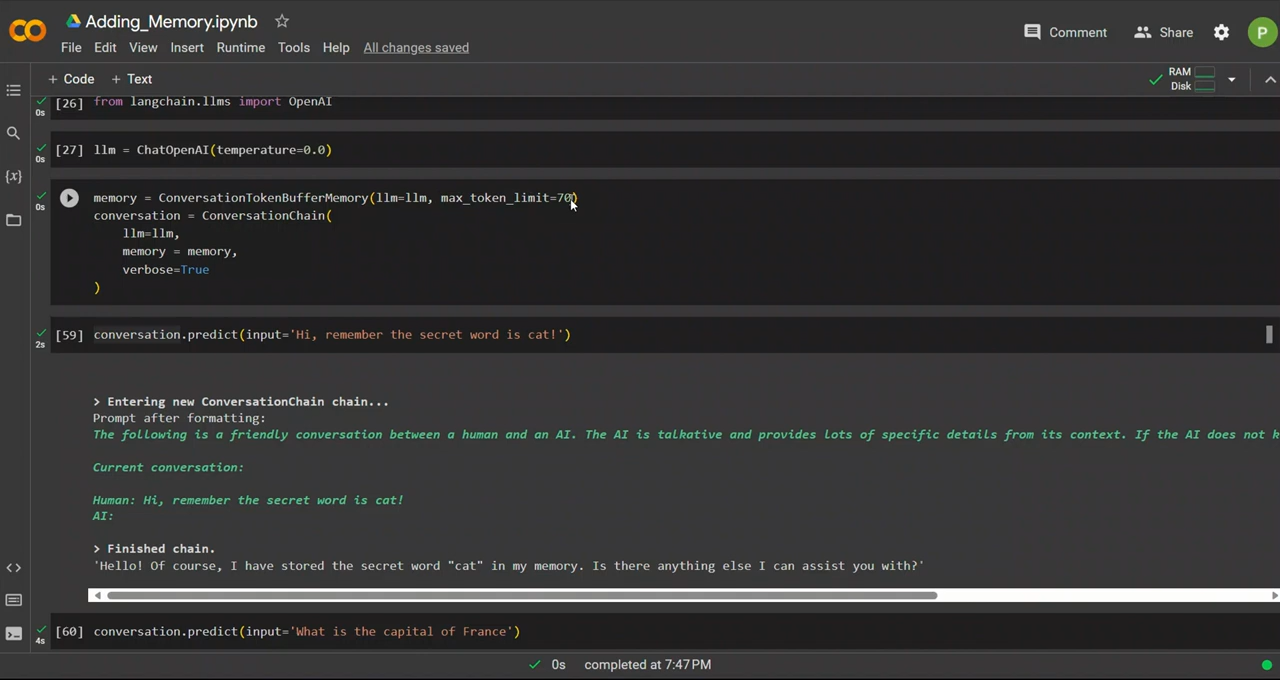 Adding_Memory.ipynb
File Edit View Insert Runtime Tools Help All changes saved
Comment Share P
+ Code + Text
RAM
Disk
0s [26] from langchain.llms import OpenAI
[27] llm = ChatOpenAI(temperature=0.0)
0s
memory = ConversationTokenBufferMemory(llm=llm, max_token_limit=70)
0s
conversation = ConversationChain(
llm=llm,
memory = memory,
verbose=True
)
[59] conversation.predict(input='Hi, remember the secret word is cat!')
2s
> Entering new ConversationChain chain...
Prompt after formatting:
The following is a friendly conversation between a human and an AI. The AI is talkative and provides lots of specific details from its context. If the AI does not k
Current conversation:
Human: Hi, remember the secret word is cat!
AI:
> Finished chain.
'Hello! Of course, I have stored the secret word "cat" in my memory. Is there anything else I can assist you with?'
[60] conversation.predict(input='What is the capital of France')
4s
0s completed at 7:47 PM